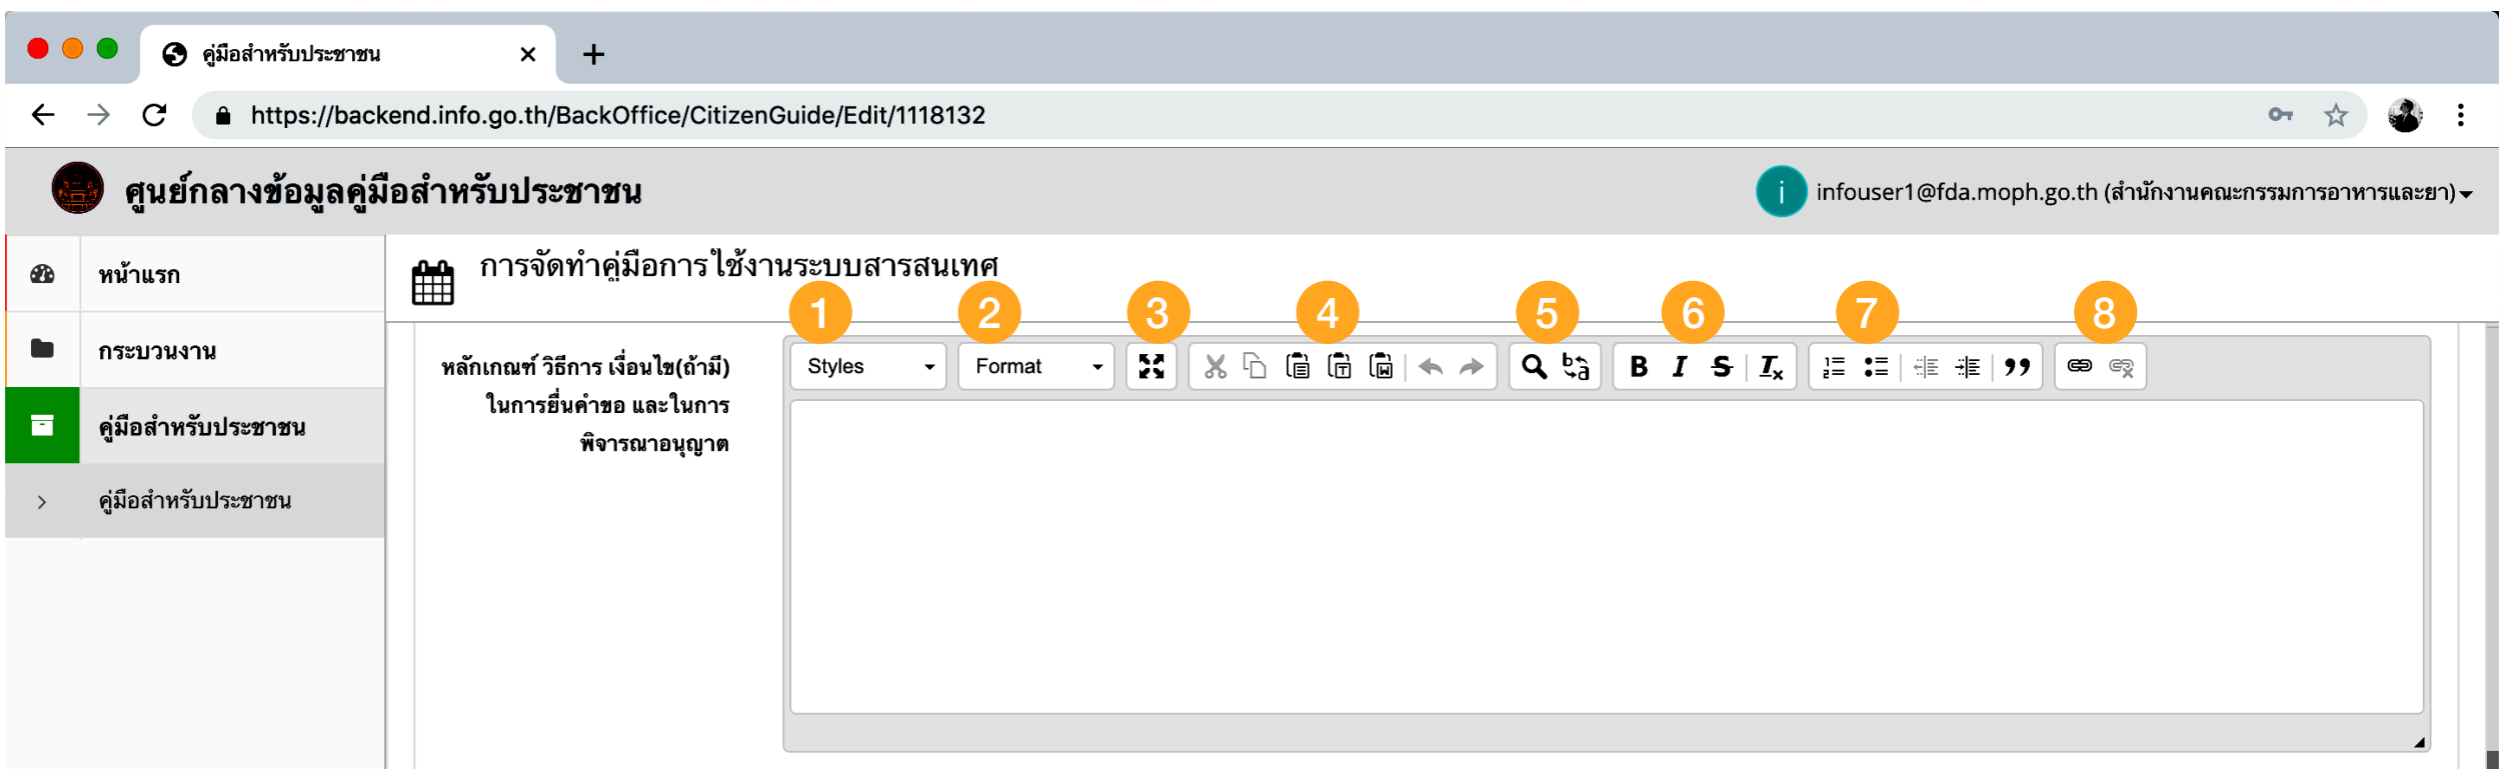 คู่มือสำหรับประชาชน
https://backend.info.go.th/BackOffice/CitizenGuide/Edit/1118132
ศูนย์กลางข้อมูลคู่มือสำหรับประชาชน
i infouser1@fda.moph.go.th (สำนักงานคณะกรรมการอาหารและยา)
หน้าแรก
กระบวนงาน
คู่มือสำหรับประชาชน
คู่มือสำหรับประชาชน
การจัดทำคู่มือการใช้งานระบบสารสนเทศ
1 2 3 4 5 6 7 8
หลักเกณฑ์ วิธีการ เงื่อนไข(ถ้ามี)
ในการยื่นคำขอ และในการ
พิจารณาอนุญาต
Styles Format B I S Ix